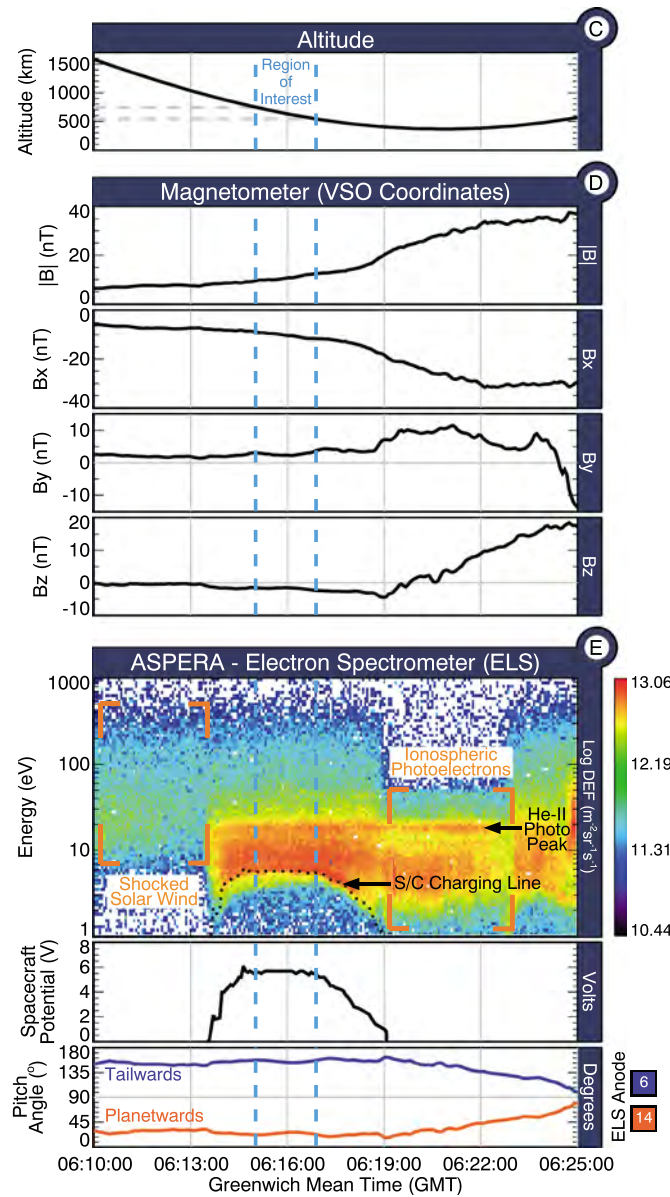 Altitude
C
Altitude (km)
1500
1000
500
0
Region
of
Interest
Magnetometer (VSO Coordinates)
D
|B| (nT)
40
20
0
|B|
Bx (nT)
0
-20
-40
Bx
By (nT)
10
0
-10
By
Bz (nT)
20
10
0
-10
Bz
ASPERA - Electron Spectrometer (ELS)
E
Energy (eV)
1000
100
10
1
Shocked
Solar Wind
Ionospheric
Photoelectrons
He-II
Photo
Peak
S/C Charging Line
Log DEF (m⁻²sr⁻¹s⁻¹)
13.06
12.19
11.31
10.44
Spacecraft
Potential (V)
8
6
4
2
0
Volts
Pitch
Angle (°)
180
135
90
45
0
Tailwards
Planetwards
Degrees
ELS Anode
6
14
06:10:00 06:13:00 06:16:00 06:19:00 06:22:00 06:25:00
Greenwich Mean Time (GMT)